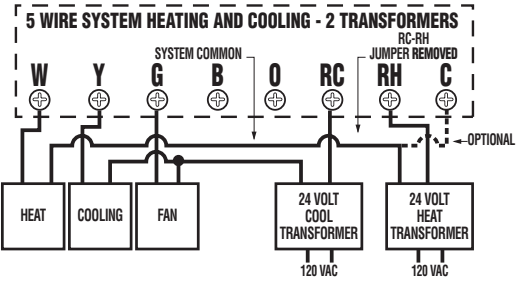 5 WIRE SYSTEM HEATING AND COOLING - 2 TRANSFORMERS
SYSTEM COMMON
RC-RH
JUMPER REMOVED
W Y G B O RC RH C
OPTIONAL
HEAT
COOLING
FAN
24 VOLT
COOL
TRANSFORMER
24 VOLT
HEAT
TRANSFORMER
120 VAC
120 VAC